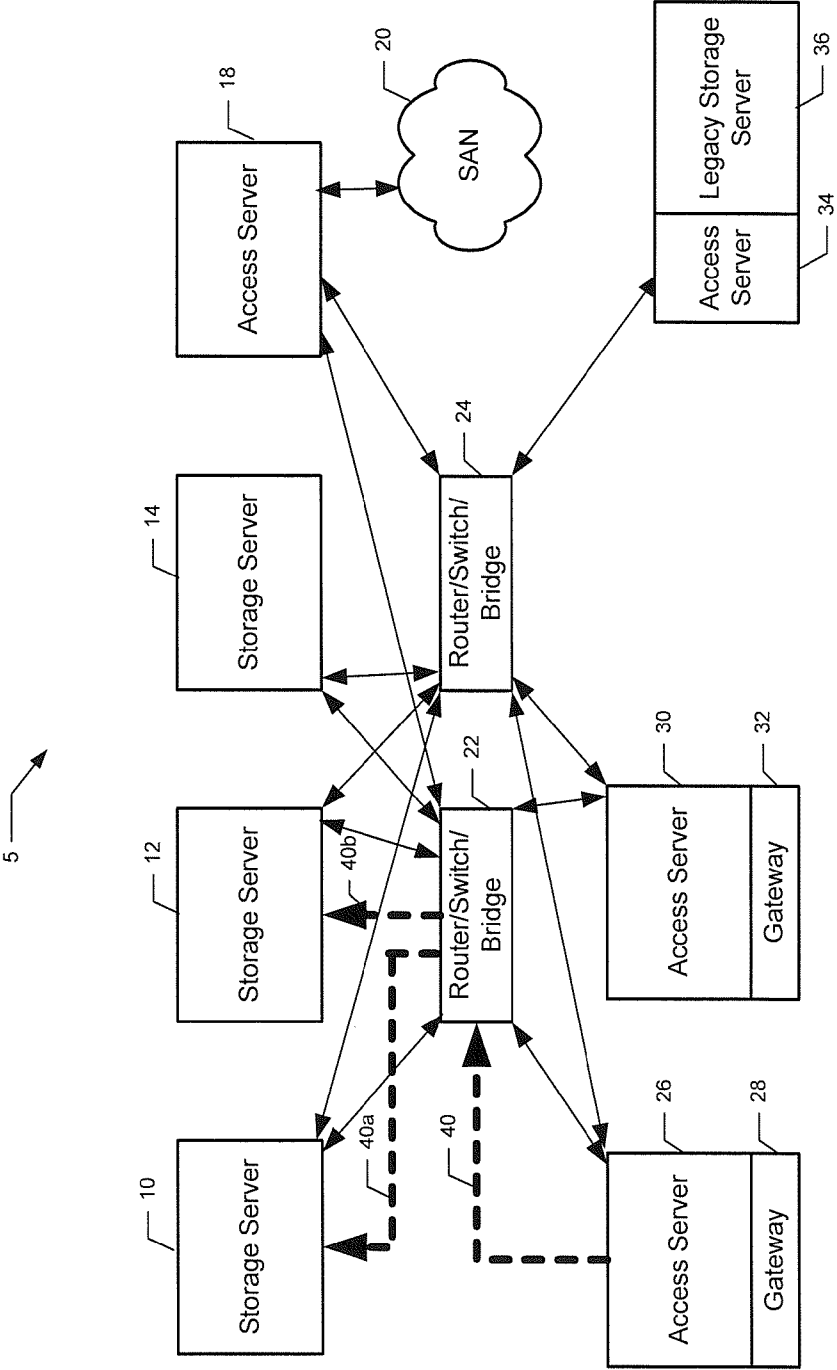 5
10
12
14
18
Storage Server
Storage Server
Storage Server
Access Server
40a
40b
20
40
22
24
Router/Switch/
Bridge
Router/Switch/
Bridge
SAN
26
30
Access Server
Access Server
Access
Server
Legacy Storage
Server
28
32
Gateway
Gateway
34
36